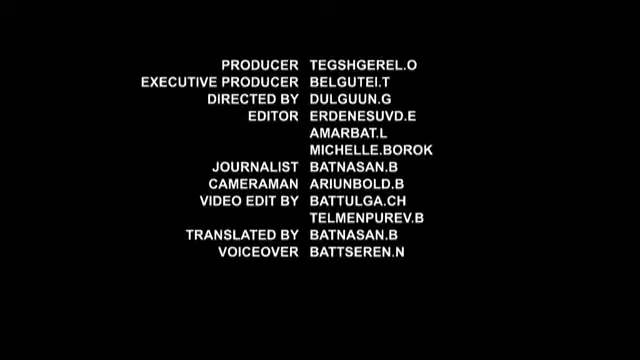 PRODUCER TEGSHGEREL.O
EXECUTIVE PRODUCER BELGUTEI.T
DIRECTED BY DULGUUN.G
EDITOR ERDENESUVD.E
AMARBAT.L
MICHELLE.BOROK
JOURNALIST BATNASAN.B
CAMERAMAN ARIUNBOLD.B
VIDEO EDIT BY BATTULGA.CH
TELMENPUREV.B
TRANSLATED BY BATNASAN.B
VOICEOVER BATTSEREN.N